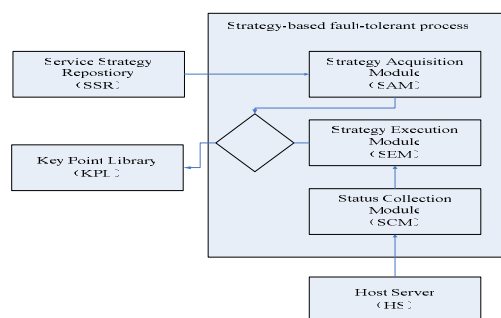 Strategy-based fault-tolerant process
Service Strategy
Repostiory
(SSR)
Strategy Acquisition
Module
(SAM)
Strategy Execution
Module
(SEM)
Key Point Library
(KPL)
Status Collection
Module
(SCM)
Host Server
(HS)